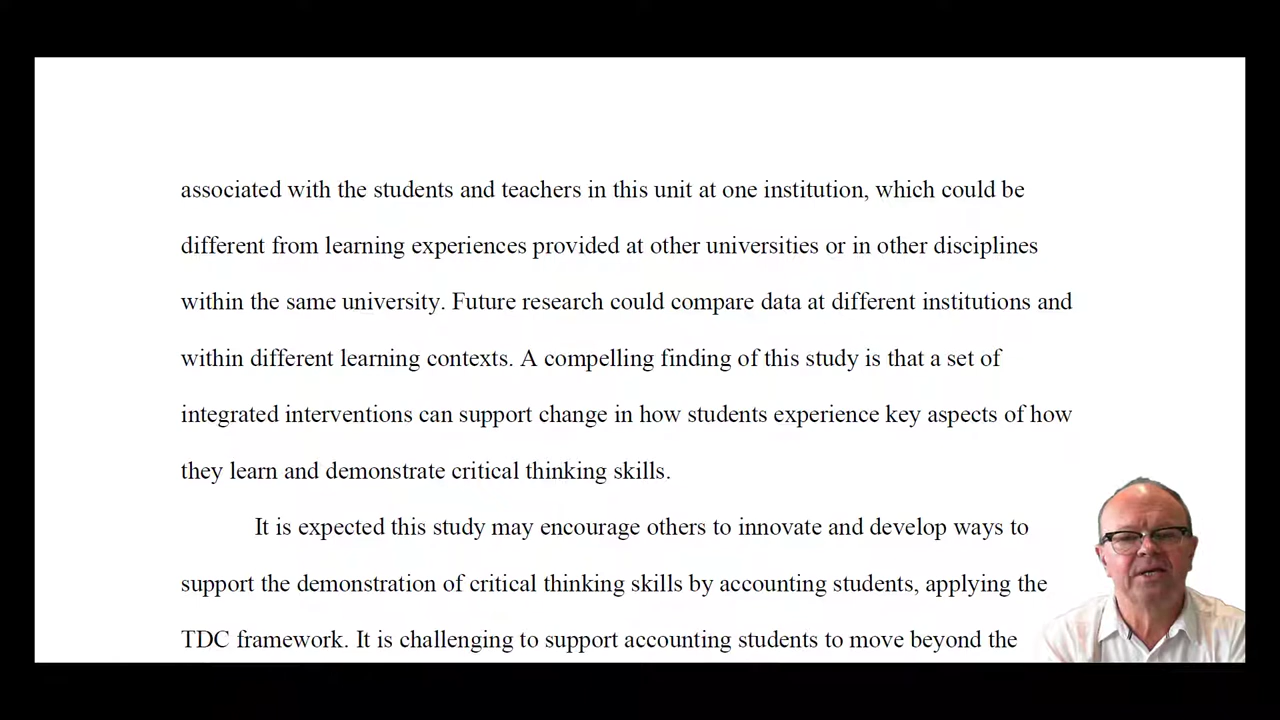 associated with the students and teachers in this unit at one institution, which could be
different from learning experiences provided at other universities or in other disciplines
within the same university. Future research could compare data at different institutions and
within different learning contexts. A compelling finding of this study is that a set of
integrated interventions can support change in how students experience key aspects of how
they learn and demonstrate critical thinking skills.
It is expected this study may encourage others to innovate and develop ways to
support the demonstration of critical thinking skills by accounting students, applying the
TDC framework. It is challenging to support accounting students to move beyond the